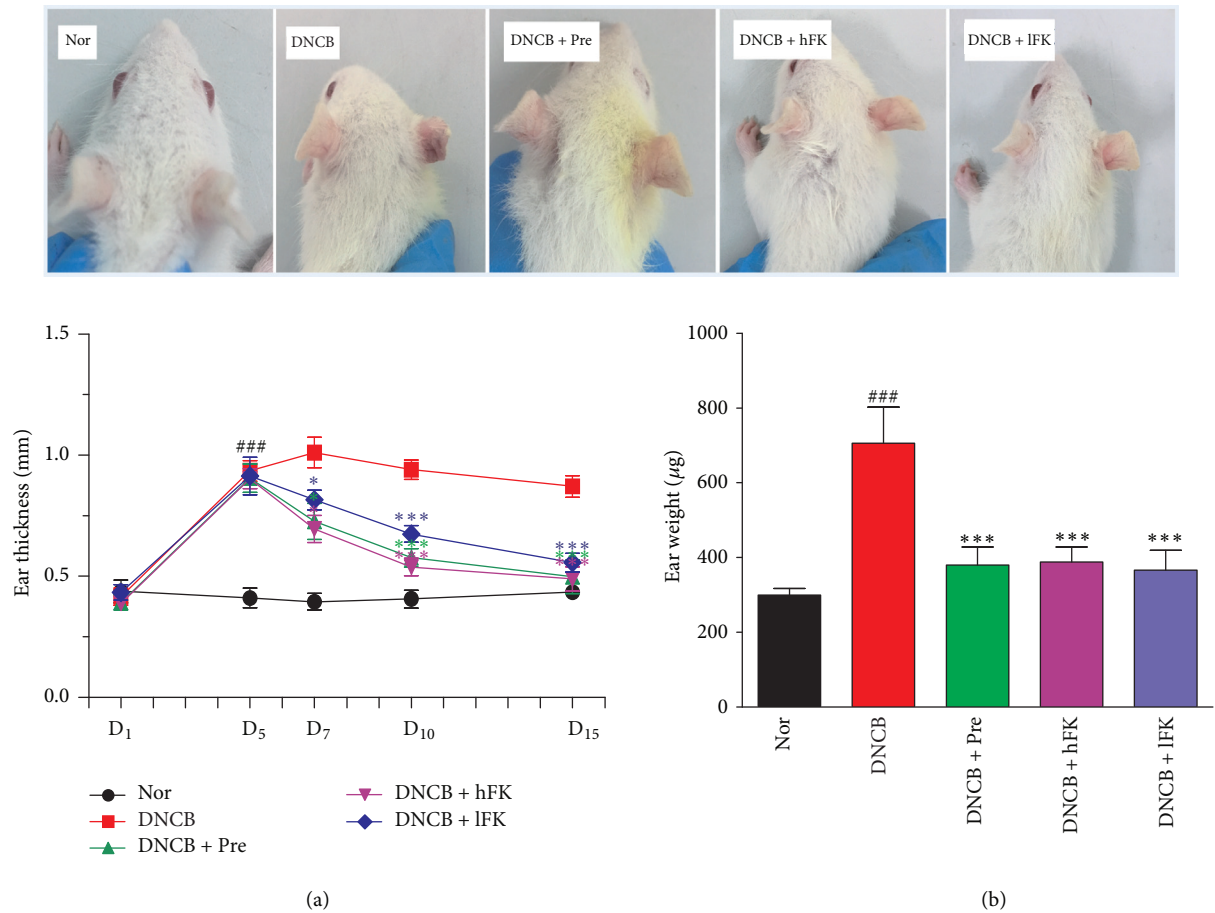 Nor
DNCB
DNCB + Pre
DNCB + hFK
DNCB + lFK
1.5
1.0
0.5
0.0
Ear thickness (mm)
###
*
*
*
***
***
***
***
***
***
D1
D5
D7
D10
D15
Nor
DNCB
DNCB + Pre
DNCB + hFK
DNCB + lFK
(a)
1000
800
600
400
200
0
Ear weight (μg)
###
***
***
***
Nor
DNCB
DNCB + Pre
DNCB + hFK
DNCB + lFK
(b)